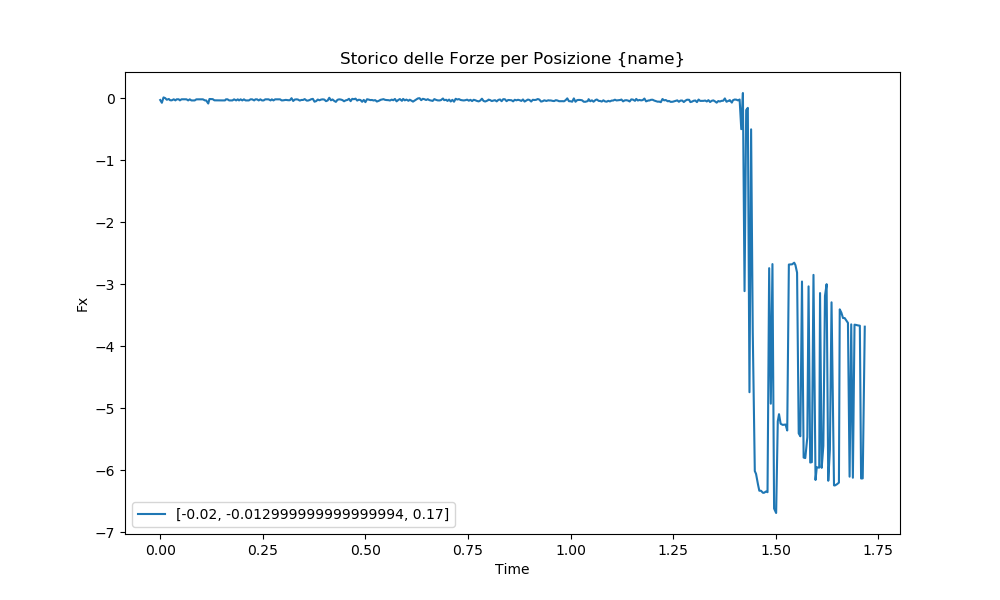 Storico delle Forze per Posizione {name}
Fx
0
−1
−2
−3
−4
−5
−6
−7
[-0.02, -0.012999999999999994, 0.17]
0.00 0.25 0.50 0.75 1.00 1.25 1.50 1.75
Time